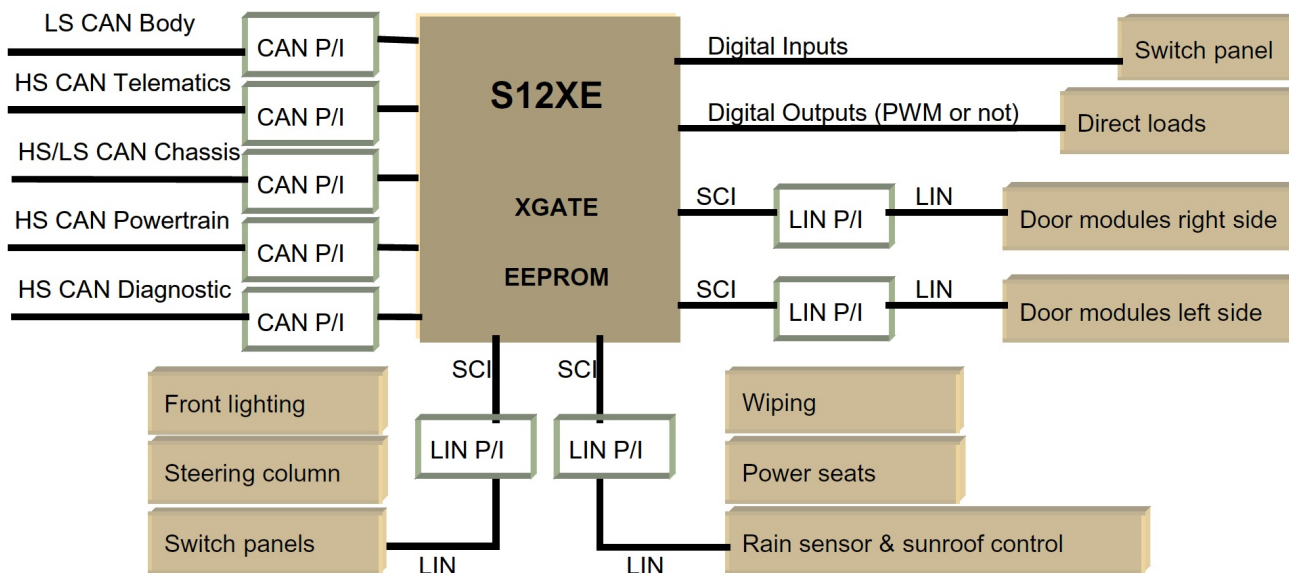 LS CAN Body
CAN P/I
HS CAN Telematics
CAN P/I
HS/LS CAN Chassis
CAN P/I
HS CAN Powertrain
CAN P/I
HS CAN Diagnostic
CAN P/I
S12XE
XGATE
EEPROM
Digital Inputs
Switch panel
Digital Outputs (PWM or not)
Direct loads
SCI
LIN P/I
LIN
Door modules right side
SCI
LIN P/I
LIN
Door modules left side
SCI
SCI
Front lighting
Steering column
Switch panels
LIN P/I
LIN
LIN P/I
LIN
Wiping
Power seats
Rain sensor & sunroof control